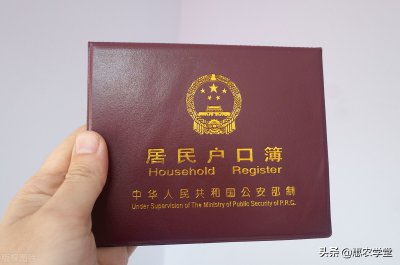 居民户口簿
Household Register
中华人民共和国公安部制
Under Supervision of The Ministry of Public Security of P.R.C.
头条 @惠农学堂